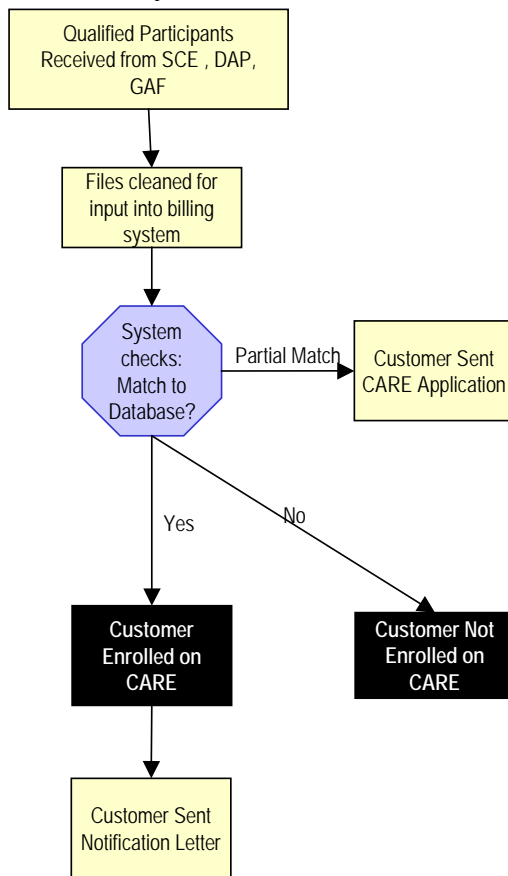 Qualified Participants
Received from SCE , DAP,
GAF
Files cleaned for
input into billing
system
System
checks:
Match to
Database?
Partial Match
Customer Sent
CARE Application
Yes
No
Customer
Enrolled on
CARE
Customer Not
Enrolled on
CARE
Customer Sent
Notification Letter